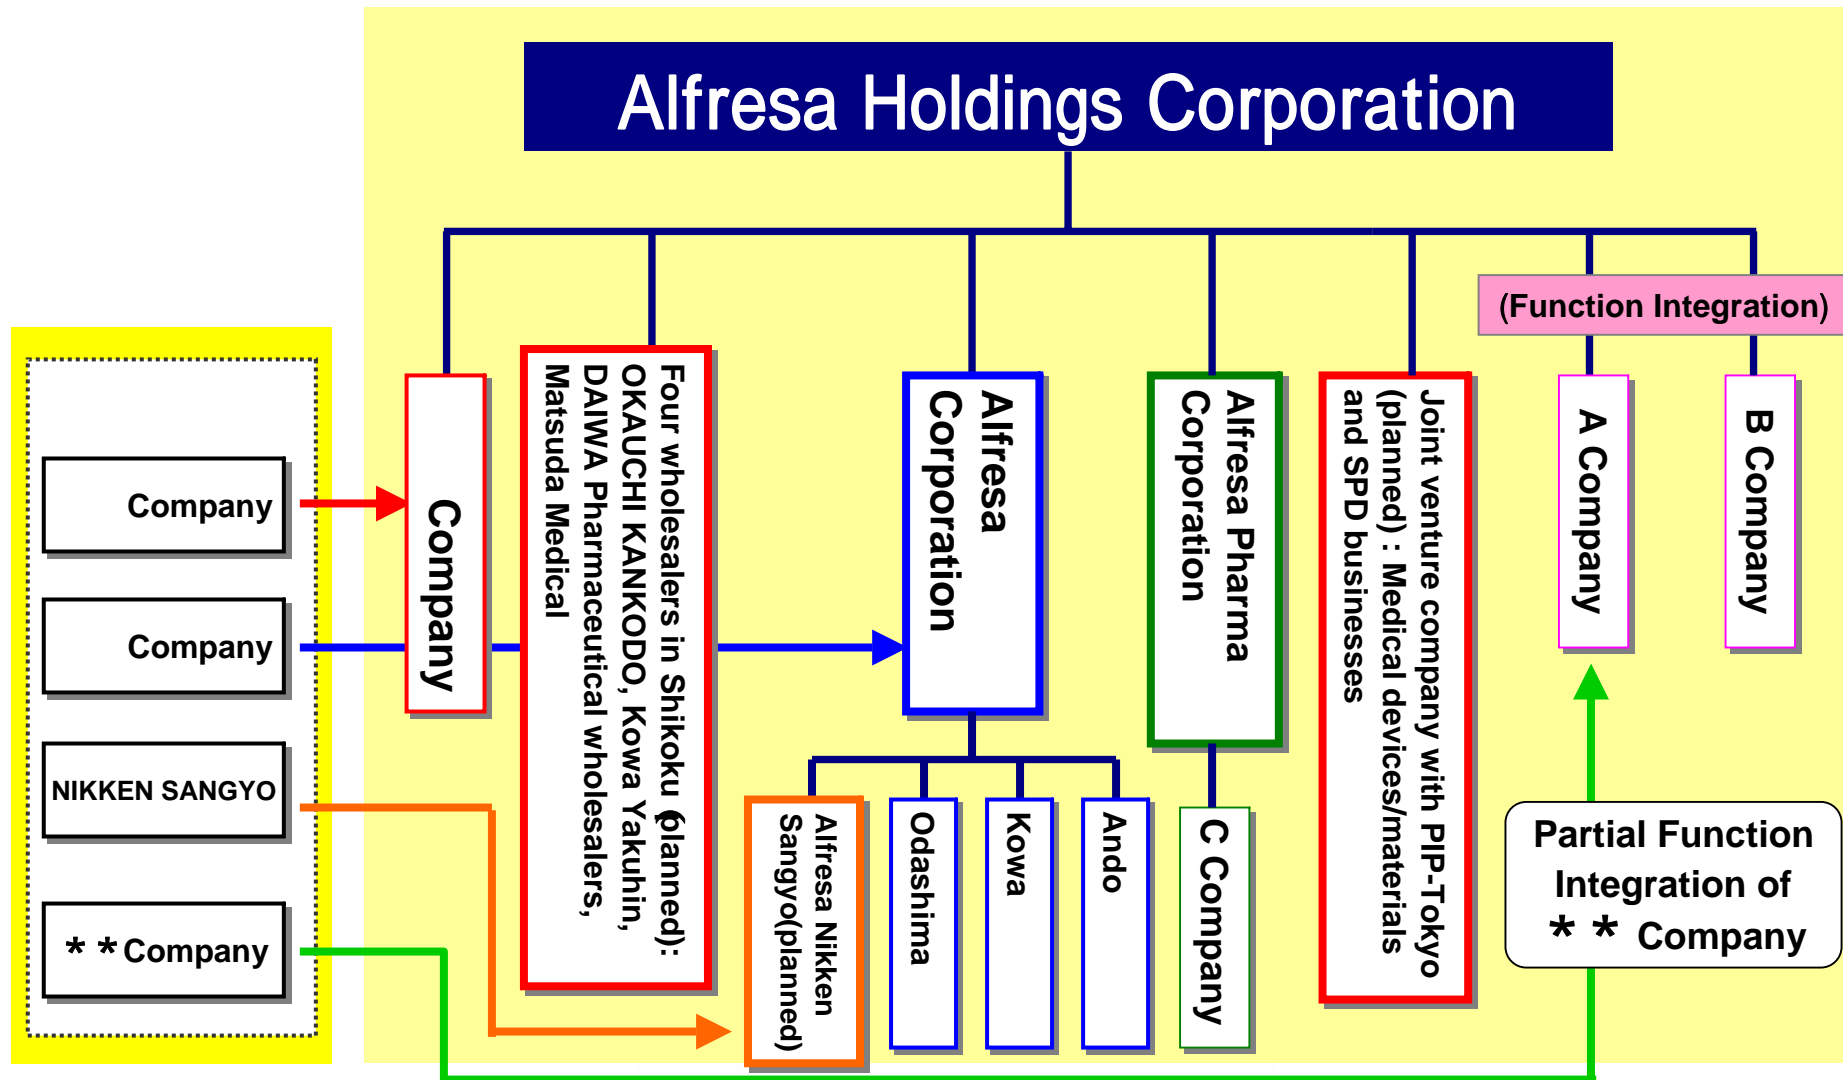 Alfresa Holdings Corporation
(Function Integration)
Company
Company
NIKKEN SANGYO
* * Company
Company
Four wholesalers in Shikoku (planned):
OKAUCHI KANKODO, Kowa Yakuhin,
DAIWA Pharmaceutical wholesalers,
Matsuda Medical
Alfresa
Corporation
Alfresa Pharma
Corporation
Joint venture company with PIP-Tokyo
(planned) : Medical devices/materials
and SPD businesses
A Company
B Company
Alfresa Nikken
Sangyo(planned)
Odashima
Kowa
Ando
C Company
Partial Function
Integration of
* * Company